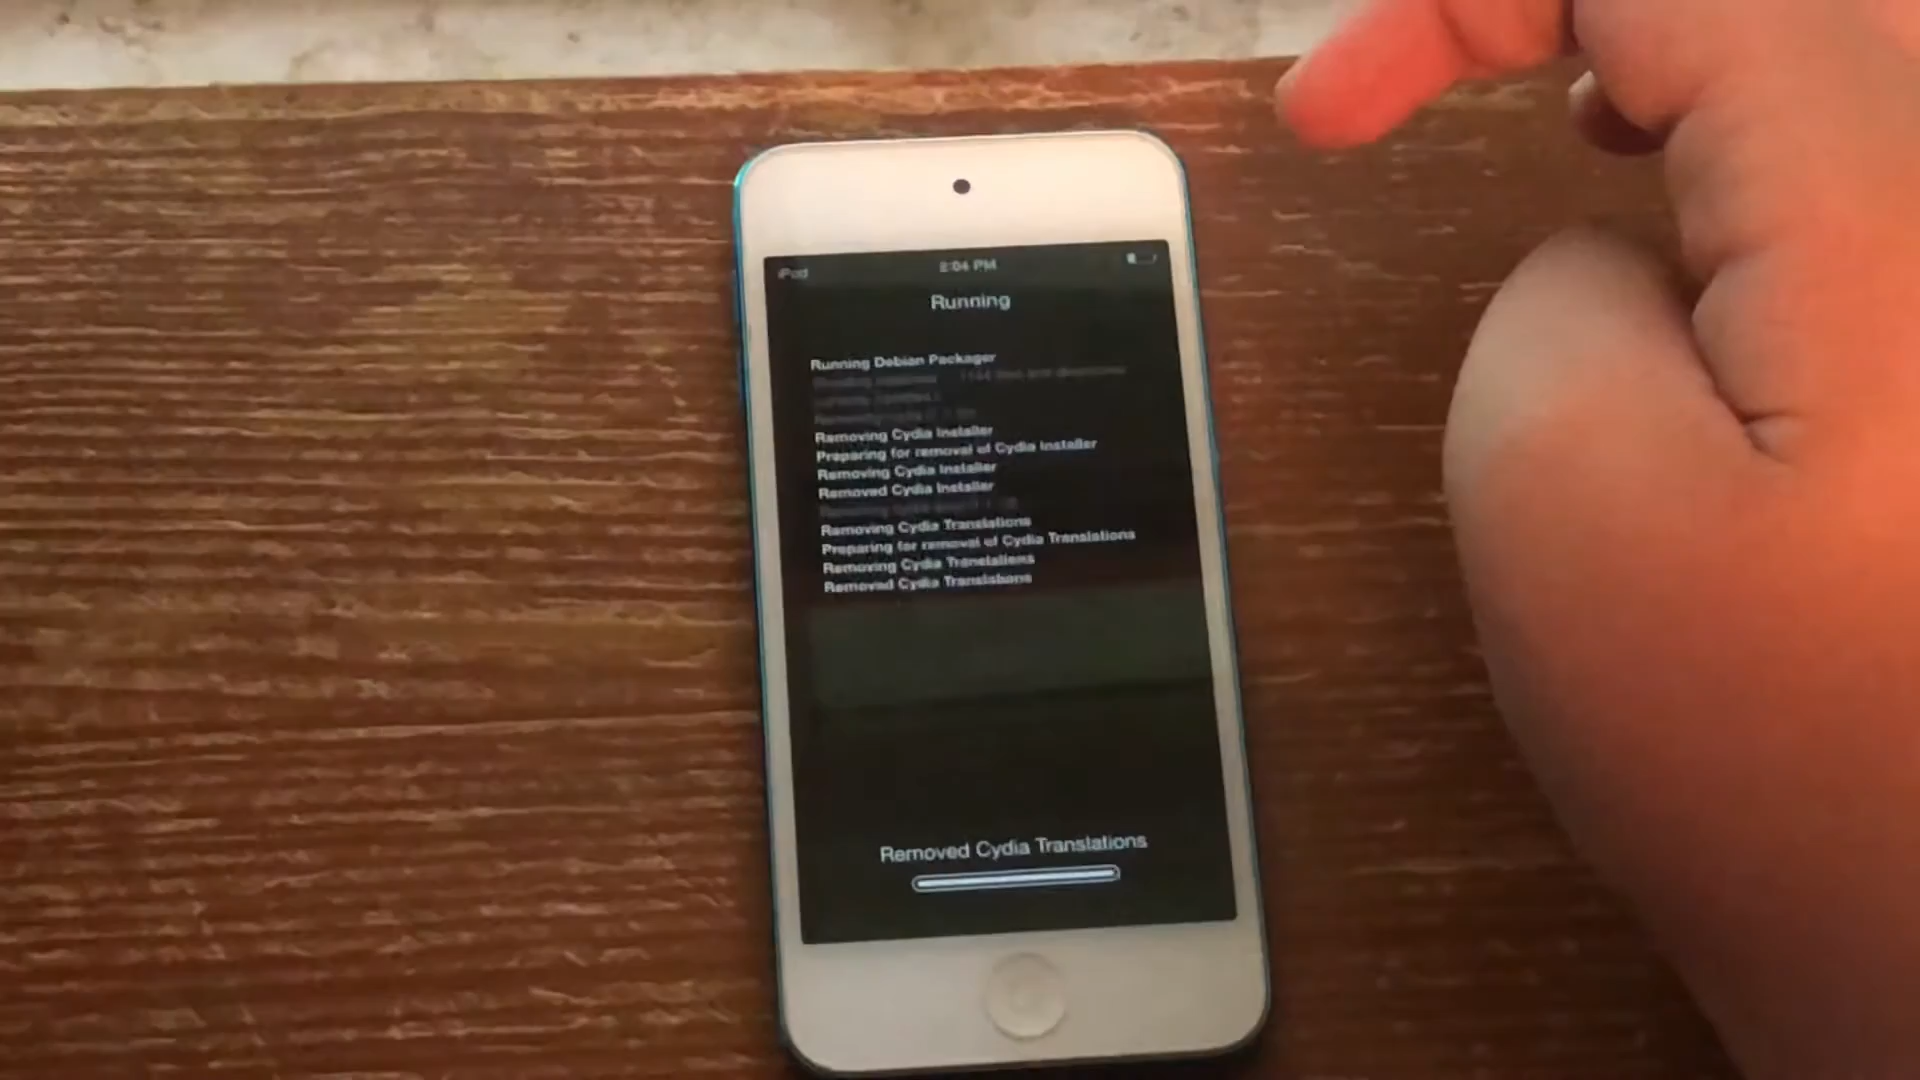 iPod 2:04 PM
Running
Running Debian Packager
Removing Cydia Installer
Preparing for removal of Cydia Installer
Removing Cydia Installer
Removed Cydia Installer
Removing Cydia Translations
Preparing for removal of Cydia Translations
Removing Cydia Translations
Removed Cydia Translations
Removed Cydia Translations